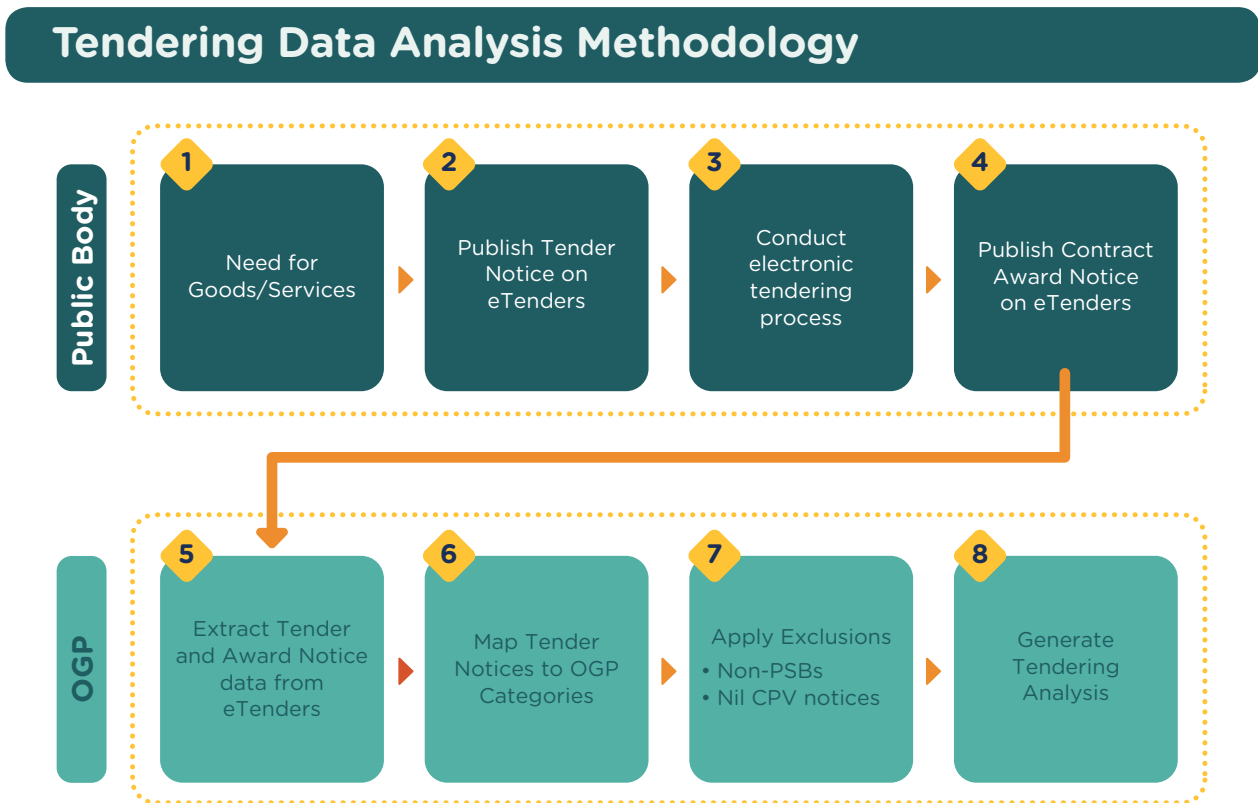 Tendering Data Analysis Methodology
Public Body
1
Need for
Goods/Services
2
Publish Tender
Notice on
eTenders
3
Conduct
electronic
tendering
process
4
Publish Contract
Award Notice
on eTenders
OGP
5
Extract Tender
and Award Notice
data from
eTenders
6
Map Tender
Notices to OGP
Categories
7
Apply Exclusions
• Non-PSBs
• Nil CPV notices
8
Generate
Tendering
Analysis